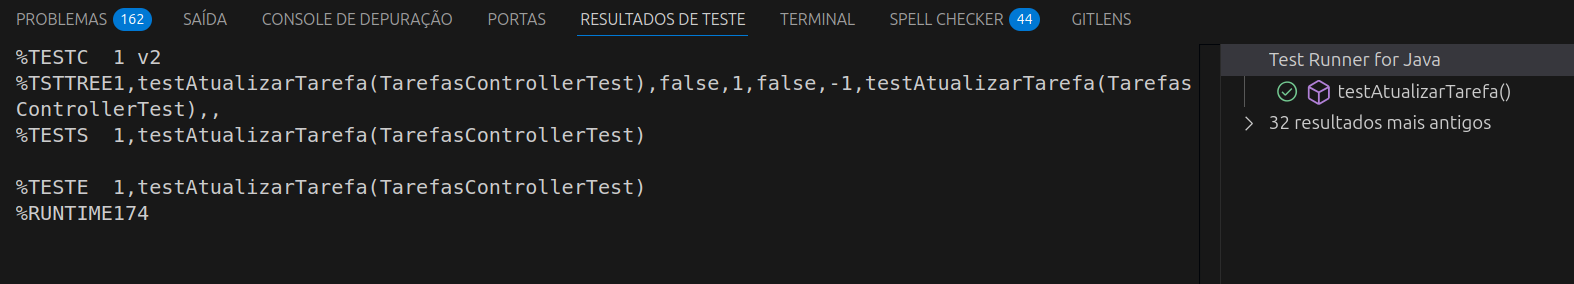 PROBLEMAS 162 SAÍDA CONSOLE DE DEPURAÇÃO PORTAS RESULTADOS DE TESTE TERMINAL SPELL CHECKER 44 GITLENS
%TESTC  1 v2
%TSTTREE1,testAtualizarTarefa(TarefasControllerTest),false,1,false,-1,testAtualizarTarefa(Tarefas
ControllerTest),,
%TESTS  1,testAtualizarTarefa(TarefasControllerTest)
%TESTE  1,testAtualizarTarefa(TarefasControllerTest)
%RUNTIME174
Test Runner for Java
testAtualizarTarefa()
32 resultados mais antigos